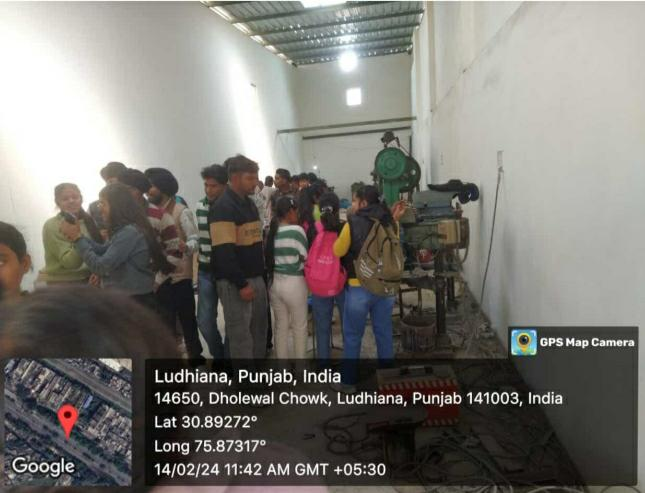 GPS Map Camera
Ludhiana, Punjab, India
14650, Dholewal Chowk, Ludhiana, Punjab 141003, India
Lat 30.89272°
Long 75.87317°
14/02/24 11:42 AM GMT +05:30
Google